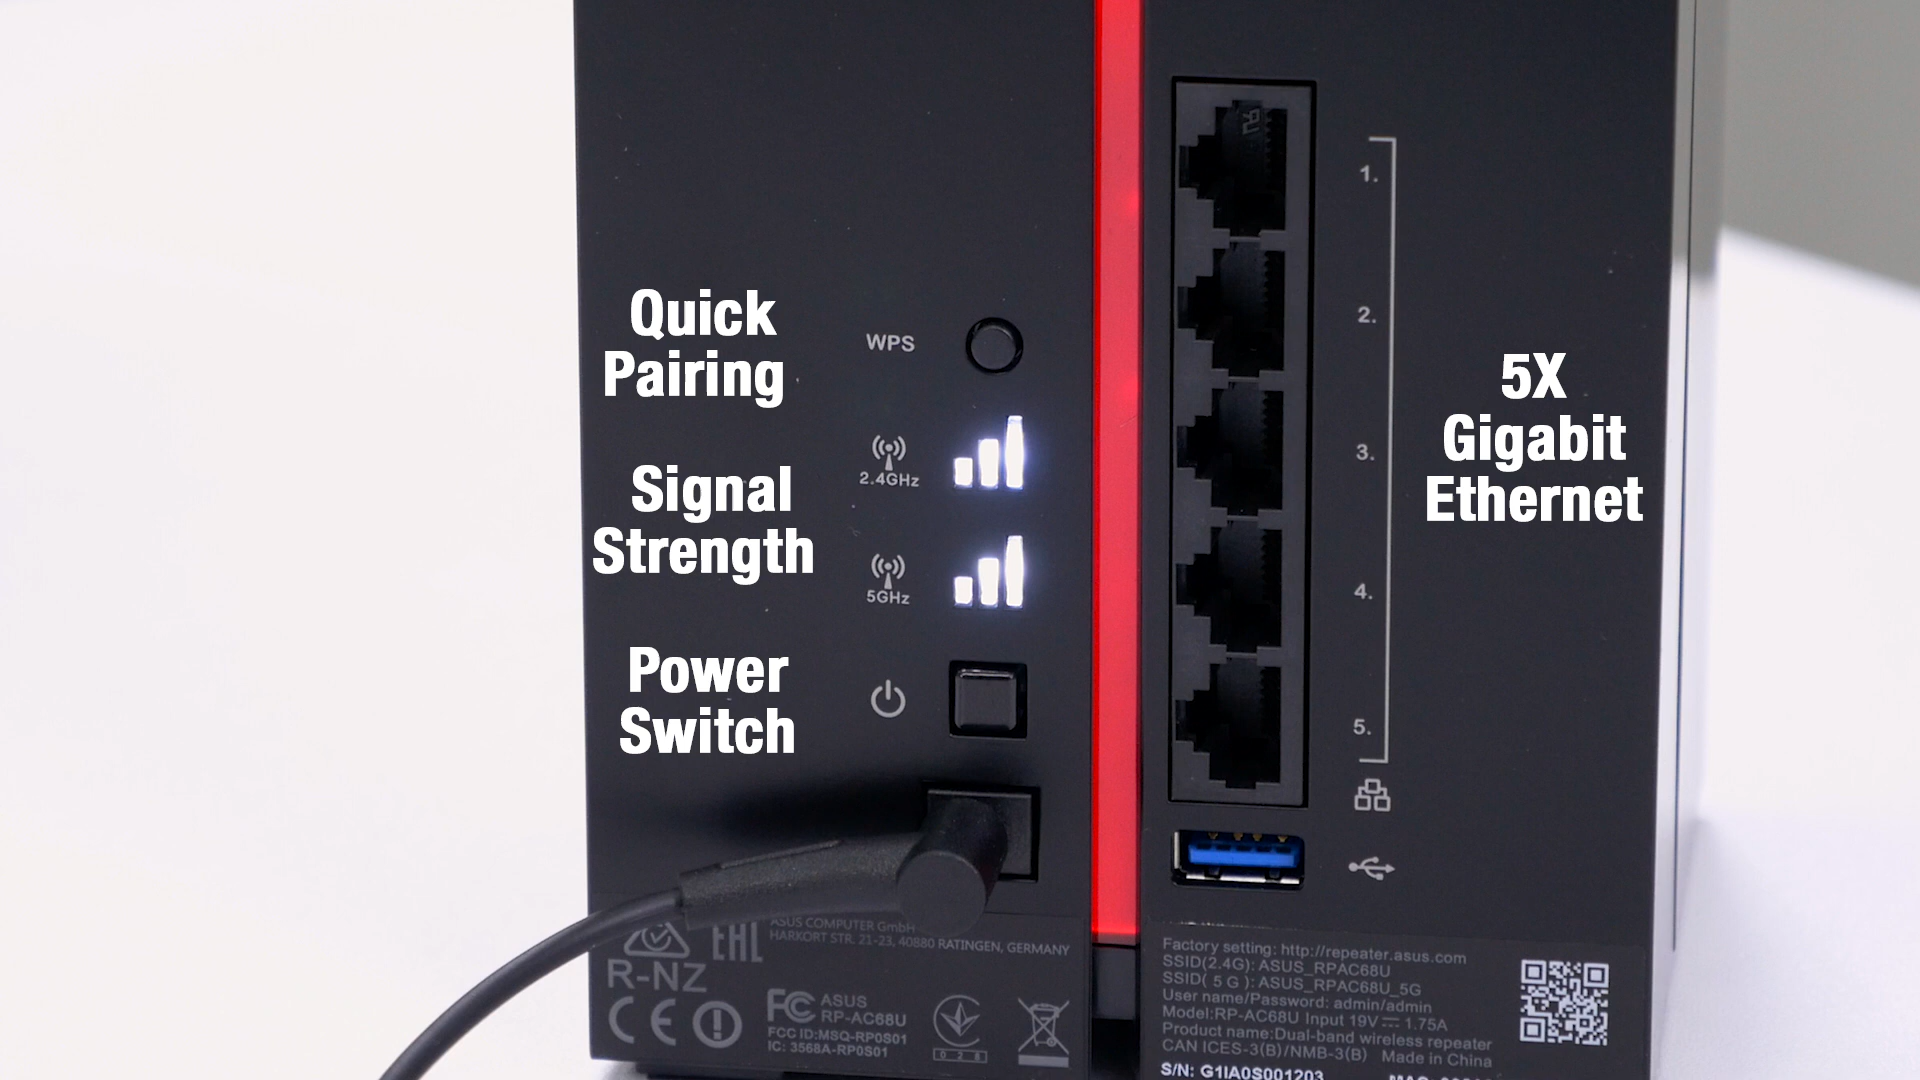 Quick
Pairing
WPS
2.4GHz
Signal
Strength
5GHz
Power
Switch
1.
2.
3.
4.
5.
5X
Gigabit
Ethernet
ASUS COMPUTER GmbH
HARKORT STR. 21-23, 40880 RATINGEN, GERMANY
EAC
R-NZ
CE
FC ASUS
RP-AC68U
FCC ID:MSQ-RP0S01
IC: 3568A-RP0S01
028
Factory setting: http://repeater.asus.com
SSID(2.4G): ASUS_RPAC68U
SSID( 5 G ): ASUS_RPAC68U_5G
User name/Password: admin/admin
Model:RP-AC68U Input 19V⎓ 1.75A
Product name:Dual-band wireless repeater
CAN ICES-3(B)/NMB-3(B) Made in China
S/N: G1IA0S001203